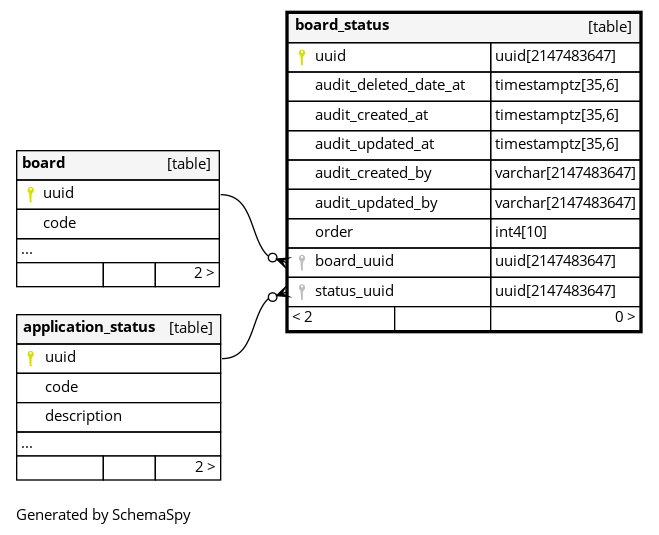 board_status [table]
uuid uuid[2147483647]
audit_deleted_date_at timestamptz[35,6]
audit_created_at timestamptz[35,6]
audit_updated_at timestamptz[35,6]
audit_created_by varchar[2147483647]
audit_updated_by varchar[2147483647]
order int4[10]
board_uuid uuid[2147483647]
status_uuid uuid[2147483647]
< 2 0 >
board [table]
uuid
code
...
2 >
application_status [table]
uuid
code
description
...
2 >
Generated by SchemaSpy